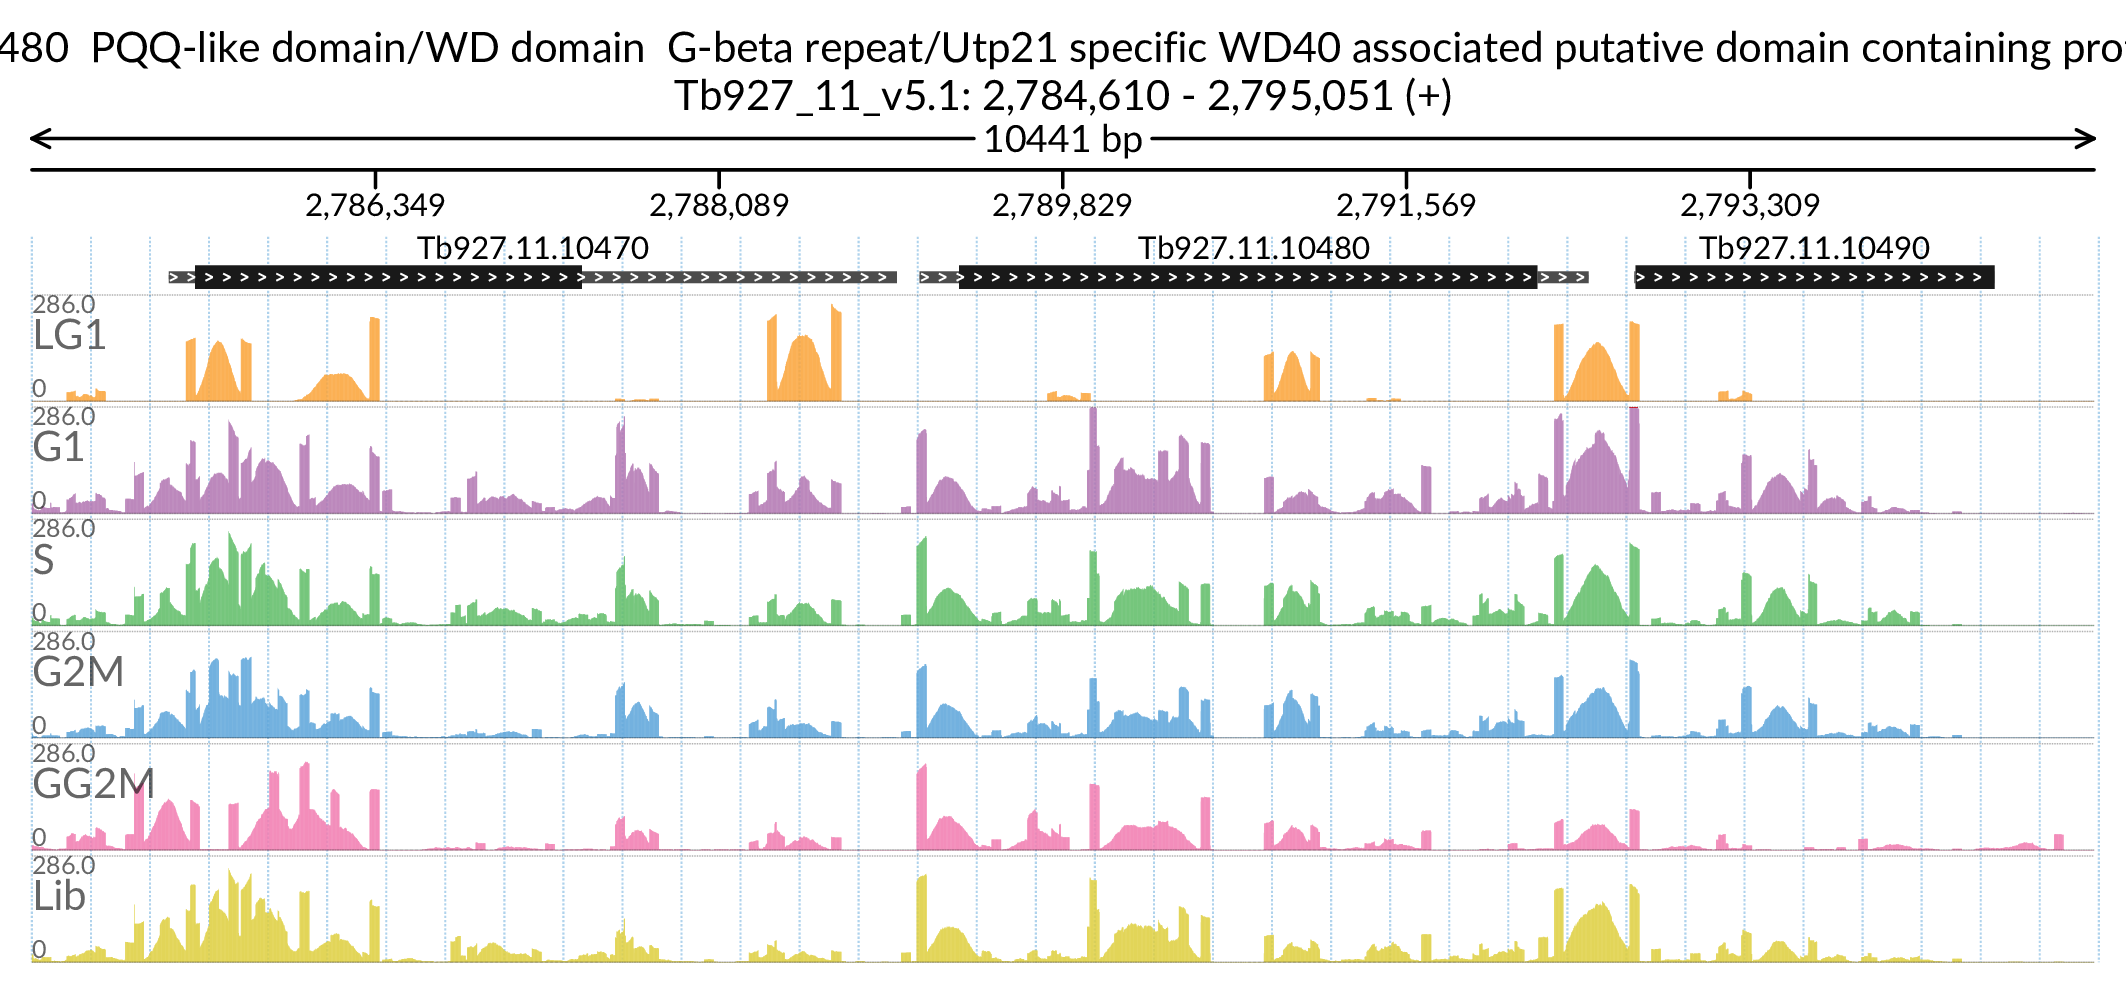 480 PQQ-like domain/WD domain G-beta repeat/Utp21 specific WD40 associated putative domain containing pro
Tb927_11_v5.1: 2,784,610 - 2,795,051 (+)
10441 bp
2,786,349 2,788,089 2,789,829 2,791,569 2,793,309
Tb927.11.10470 Tb927.11.10480 Tb927.11.10490
286.0
LG1
0
286.0
G1
0
286.0
S
0
286.0
G2M
0
286.0
GG2M
0
286.0
Lib
0